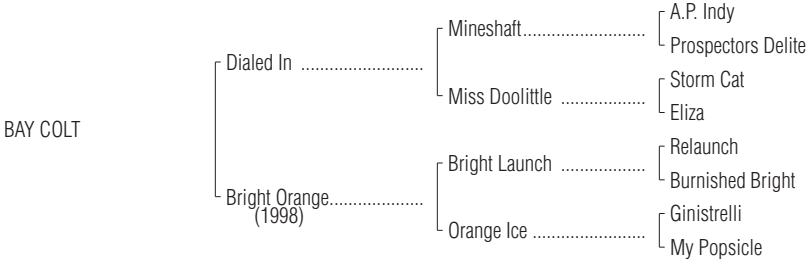 A.P. Indy
Mineshaft..........................
Prospectors Delite
Dialed In ..........................
Storm Cat
Miss Doolittle ..................
Eliza
BAY COLT
Relaunch
Bright Launch ..................
Burnished Bright
Bright Orange....................
(1998)
Ginistrelli
Orange Ice ........................
My Popsicle